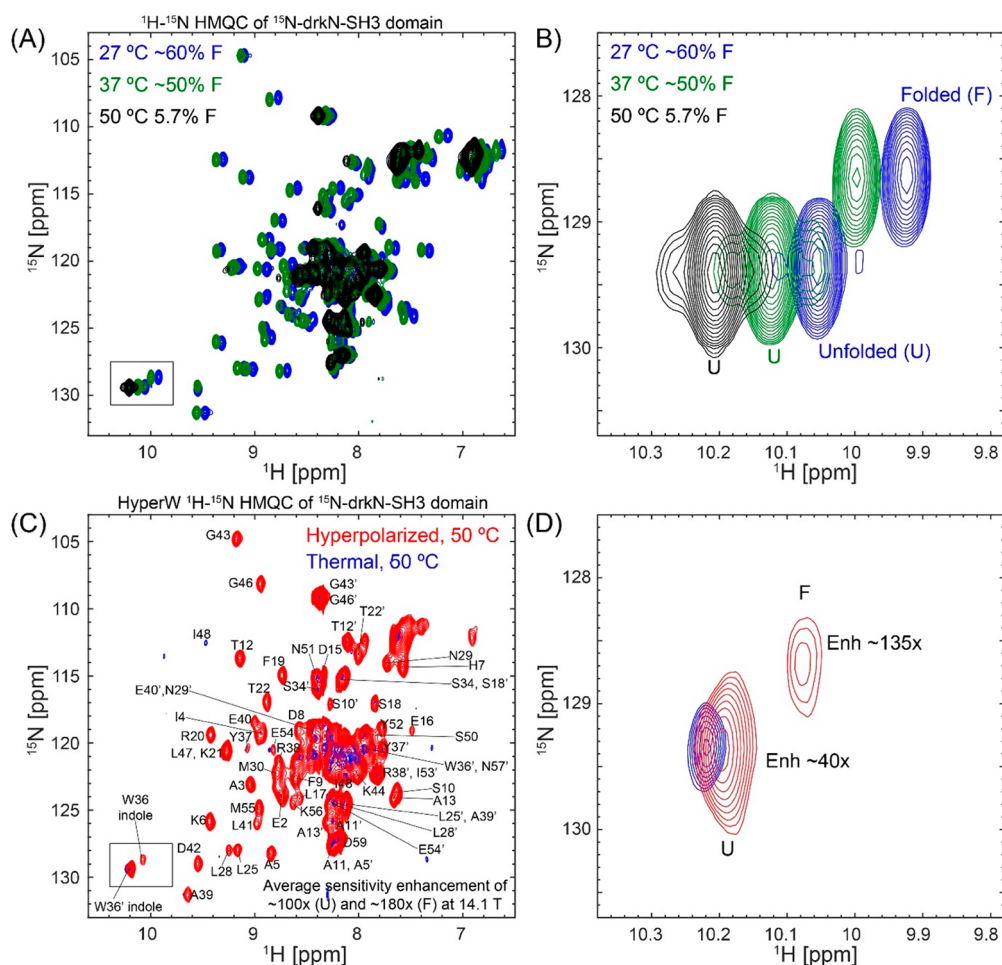 ¹H-¹⁵N HMQC of ¹⁵N-drkN-SH3 domain
(A)
27 ºC ~60% F
37 ºC ~50% F
50 ºC 5.7% F
105
110
115
120
125
130
¹⁵N [ppm]
10
9
8
7
¹H [ppm]
(B)
27 ºC ~60% F
37 ºC ~50% F
50 ºC 5.7% F
Folded (F)
Unfolded (U)
U
U
128
129
130
¹⁵N [ppm]
10.3
10.2
10.1
10
9.9
9.8
¹H [ppm]
HyperW ¹H-¹⁵N HMQC of ¹⁵N-drkN-SH3 domain
(C)
Hyperpolarized, 50 ºC
Thermal, 50 ºC
G43
G46
G43'
G46'
I48
T12
T12'
T22'
N51 D15
F19
S34'
N29
H7
S34, S18'
E40', N29'
T22
S10'
S18
D8
E16
I4
E40
Y37
E54
Y52
S50
R20
R38
L47, K21
Y37'
W36', N57'
M30
R38', I53'
A3
F9
L17
I48'
K44
S10
A13
K6
M55
L41
E2
K56
A13'
A11'
L25', A39'
L28'
W36
indole
D42
D59
E54'
L28
L25
A5
A11, A5'
W36' indole
A39
Average sensitivity enhancement of
~100x (U) and ~180x (F) at 14.1 T
105
110
115
120
125
130
¹⁵N [ppm]
10
9
8
7
¹H [ppm]
(D)
F
Enh ~135x
Enh ~40x
U
128
129
130
¹⁵N [ppm]
10.3
10.2
10.1
10
9.9
9.8
¹H [ppm]